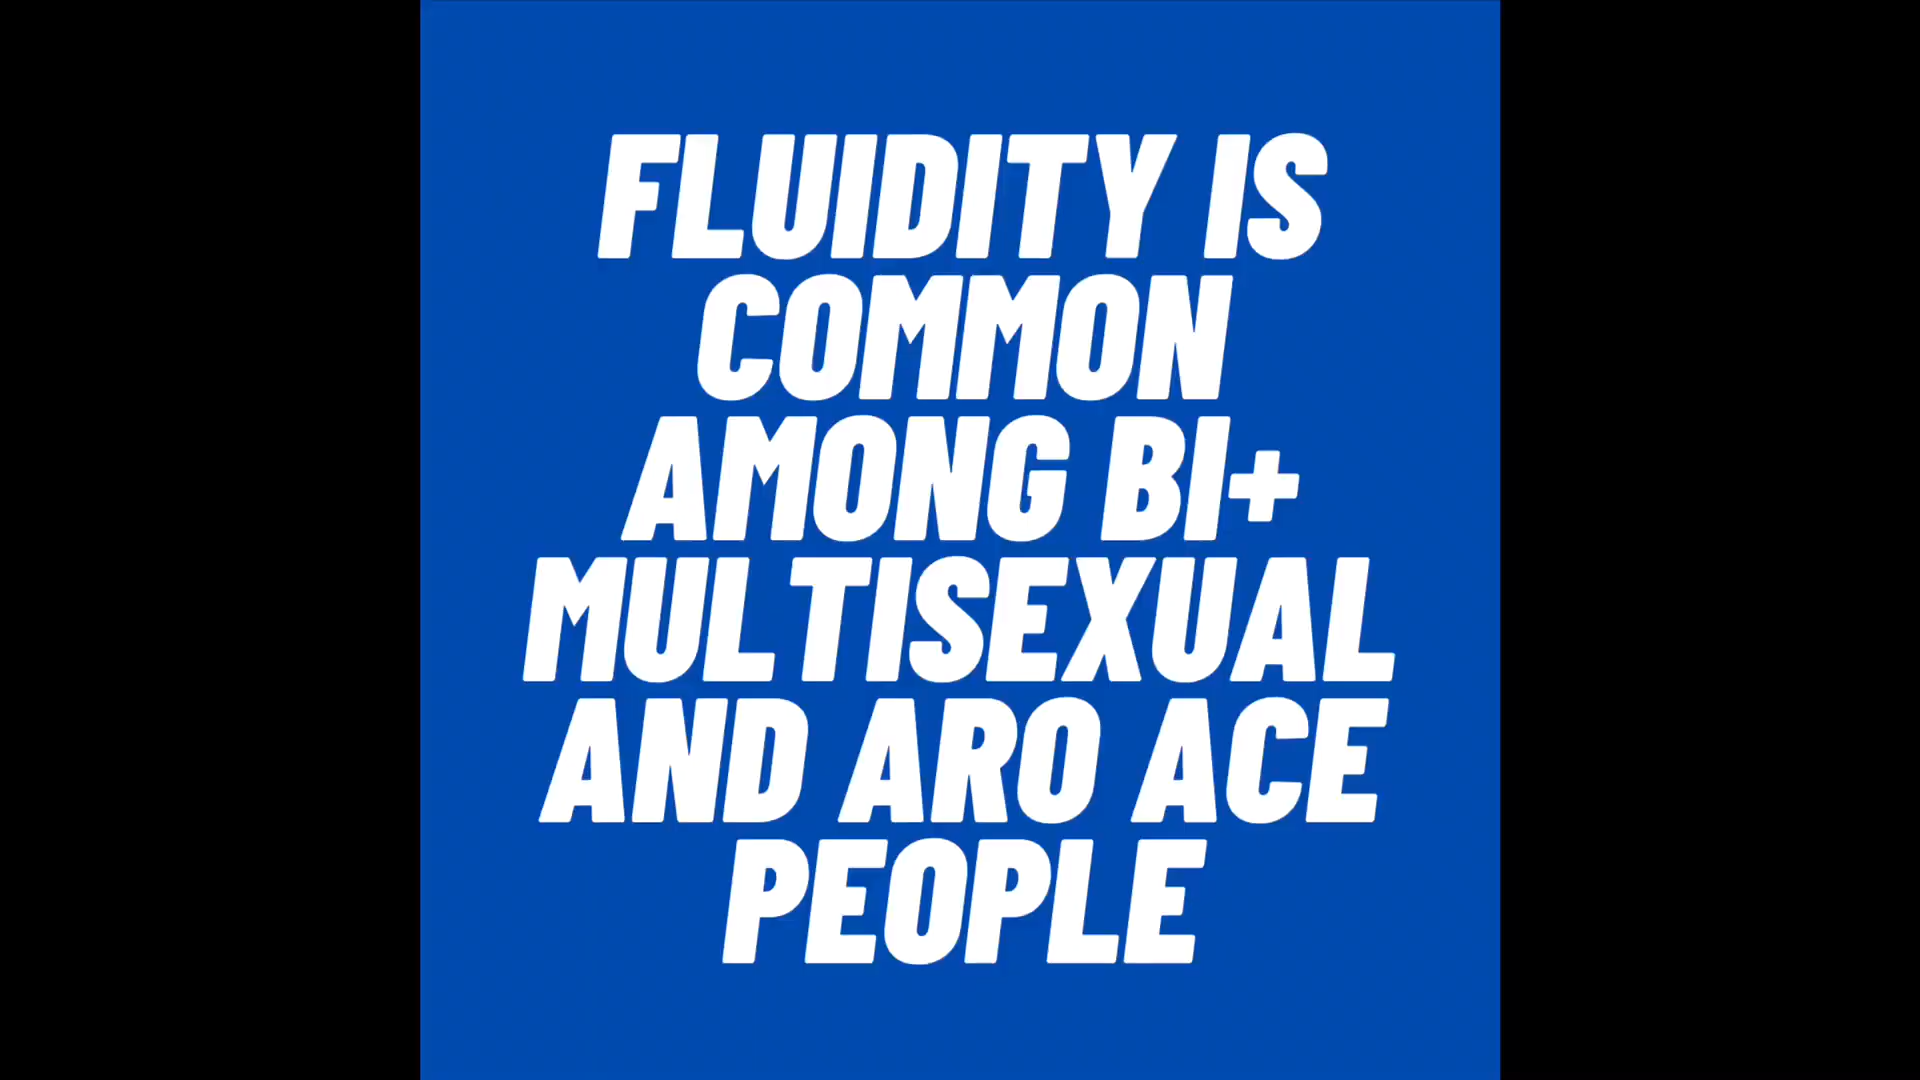 FLUIDITY IS
COMMON
AMONG BI+
MULTISEXUAL
AND ARO ACE
PEOPLE